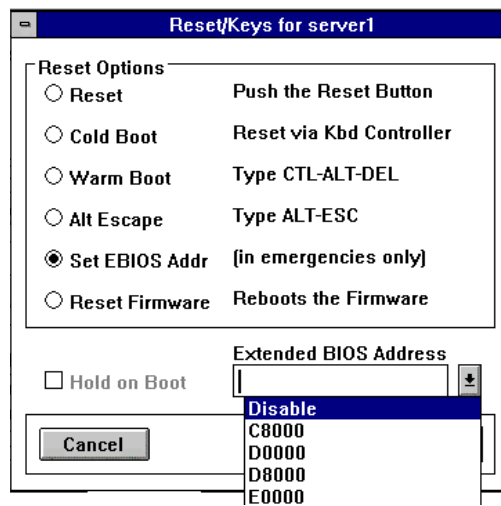 Reset/Keys for server1
Reset Options
Reset Push the Reset Button
Cold Boot Reset via Kbd Controller
Warm Boot Type CTL-ALT-DEL
Alt Escape Type ALT-ESC
Set EBIOS Addr (in emergencies only)
Reset Firmware Reboots the Firmware
Extended BIOS Address
Hold on Boot
Disable
C8000
D0000
D8000
E0000
Cancel